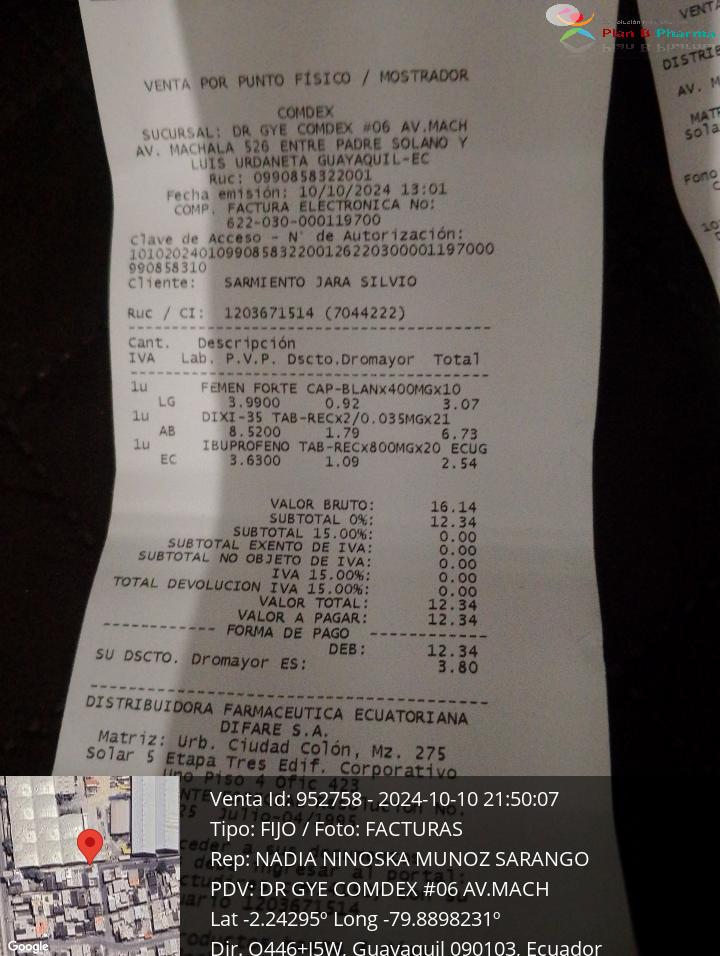 Plan B Pharma
VENTA POR PUNTO FÍSICO / MOSTRADOR
COMDEX
SUCURSAL: DR GYE COMDEX #06 AV.MACH
AV. MACHALA 526 ENTRE PADRE SOLANO Y
LUIS URDANETA GUAYAQUIL-EC
Ruc: 0990858322001
Fecha emisión: 10/10/2024 13:01
COMP. FACTURA ELECTRONICA No:
622-030-000119700
Clave de Acceso - N° de Autorización:
1010202401099085832200126220300001197000
990858310
Cliente: SARMIENTO JARA SILVIO
Ruc / CI: 1203671514 (7044222)
Cant. Descripción
IVA Lab. P.V.P. Dscto.Dromayor Total
1u FEMEN FORTE CAP-BLANx400MGx10
LG 3.9900 0.92 3.07
1u DIXI-35 TAB-RECx2/0.035MGx21
AB 8.5200 1.79 6.73
1u IBUPROFENO TAB-RECx800MGx20 ECUG
EC 3.6300 1.09 2.54
VALOR BRUTO: 16.14
SUBTOTAL 0%: 12.34
SUBTOTAL 15.00%: 0.00
SUBTOTAL EXENTO DE IVA: 0.00
SUBTOTAL NO OBJETO DE IVA: 0.00
IVA 15.00%: 0.00
TOTAL DEVOLUCION IVA 15.00%: 0.00
VALOR TOTAL: 12.34
VALOR A PAGAR: 12.34
----------- FORMA DE PAGO -----------
DEB: 12.34
SU DSCTO. Dromayor ES: 3.80
DISTRIBUIDORA FARMACEUTICA ECUATORIANA
DIFARE S.A.
Matriz: Urb. Ciudad Colón, Mz. 275
Solar 5 Etapa Tres Edif. Corporativo
Uno Piso 4 Ofic 423
Venta Id: 952758 - 2024-10-10 21:50:07
Tipo: FIJO / Foto: FACTURAS
Rep: NADIA NINOSKA MUNOZ SARANGO
PDV: DR GYE COMDEX #06 AV.MACH
Lat -2.24295° Long -79.8898231°
Dir. Q446+J5W, Guayaquil 090103, Ecuador
Google